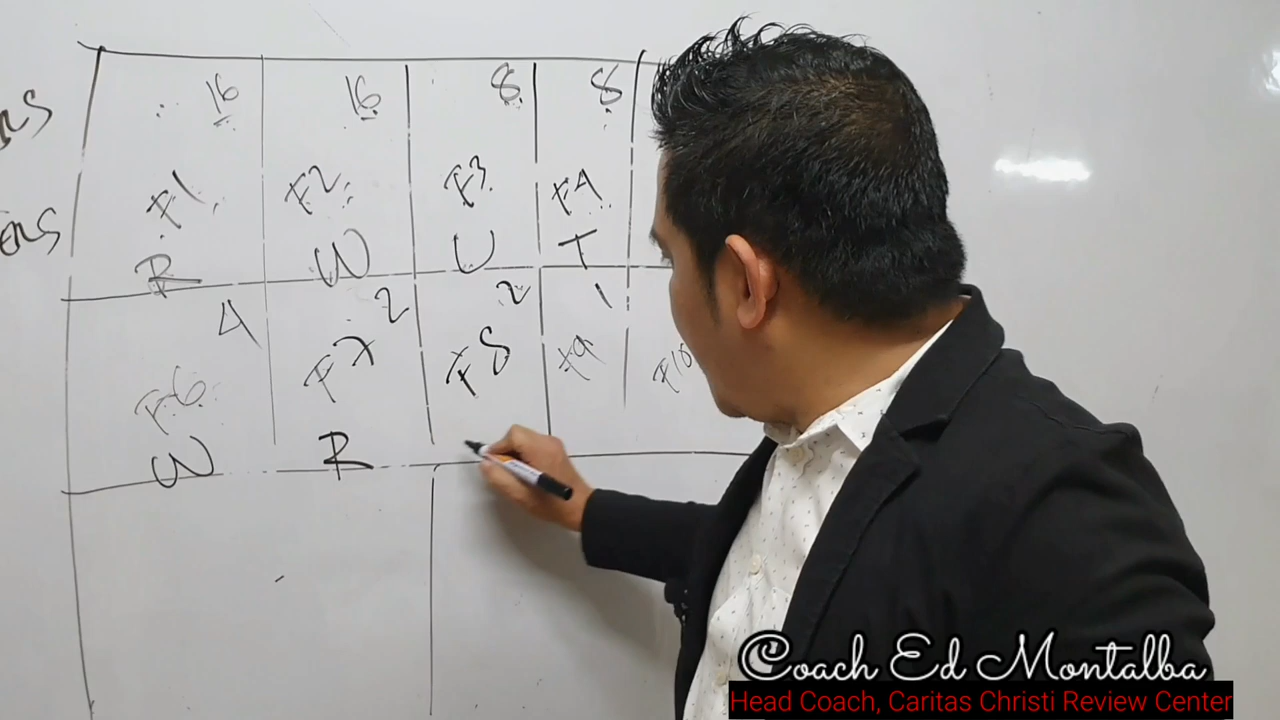 16 16 8 8
F1 F2 F3 F4
R W U T
4 2 2 1
F6 F7 F8 F9 F10
W R
Coach Ed Montalba
Head Coach, Caritas Christi Review Center